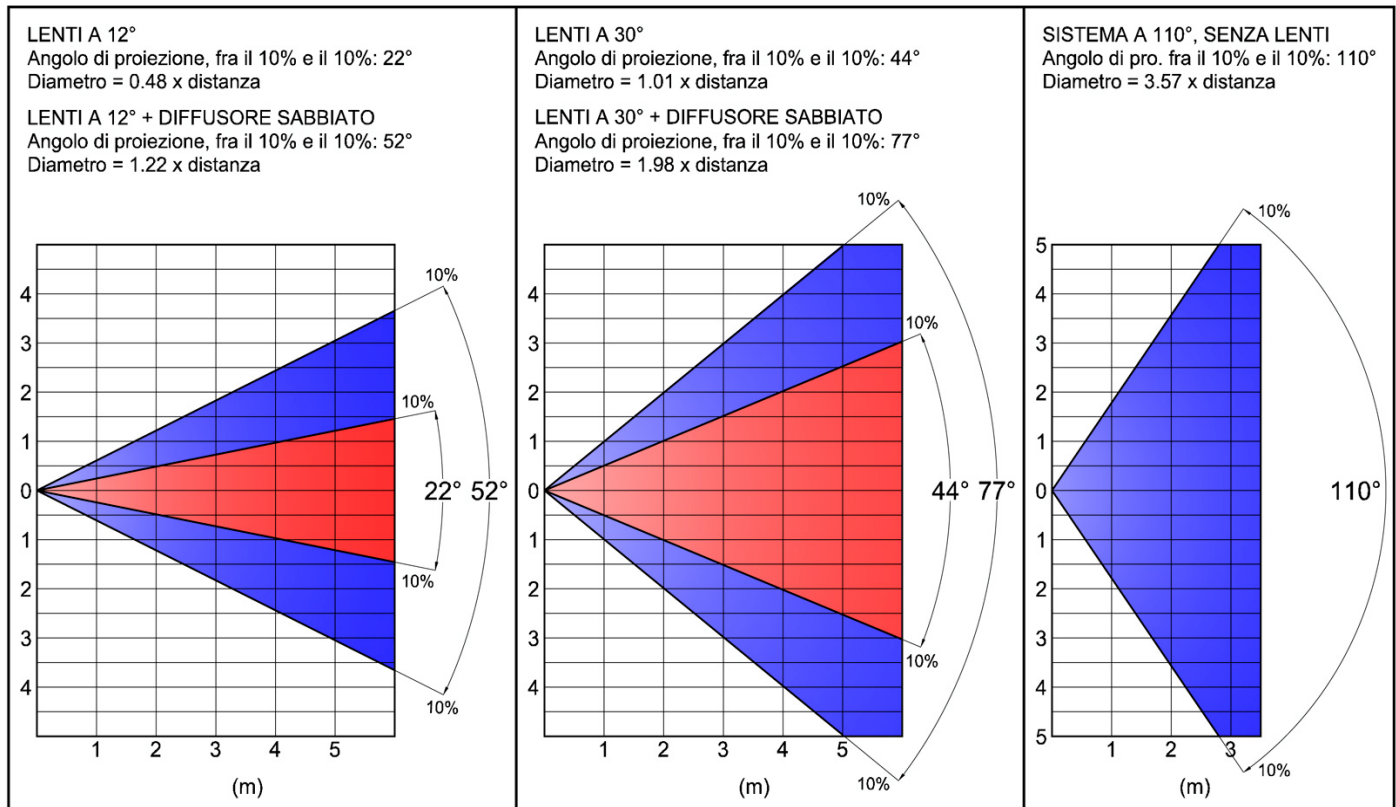 LENTI A 12°
Angolo di proiezione, fra il 10% e il 10%: 22°
Diametro = 0.48 x distanza
LENTI A 12° + DIFFUSORE SABBIATO
Angolo di proiezione, fra il 10% e il 10%: 52°
Diametro = 1.22 x distanza
10%
4
3
2
10%
1
0
22° 52°
1
10%
2
3
4
10%
1 2 3 4 5
(m)
LENTI A 30°
Angolo di proiezione, fra il 10% e il 10%: 44°
Diametro = 1.01 x distanza
LENTI A 30° + DIFFUSORE SABBIATO
Angolo di proiezione, fra il 10% e il 10%: 77°
Diametro = 1.98 x distanza
10%
5
4
10%
3
2
1
0
44° 77°
1
2
3
10%
4
5
1 2 3 4 5
10%
(m)
SISTEMA A 110°, SENZA LENTI
Angolo di pro. fra il 10% e il 10%: 110°
Diametro = 3.57 x distanza
10%
5
4
3
2
1
0
110°
1
2
3
4
5
1 2 3
10%
(m)